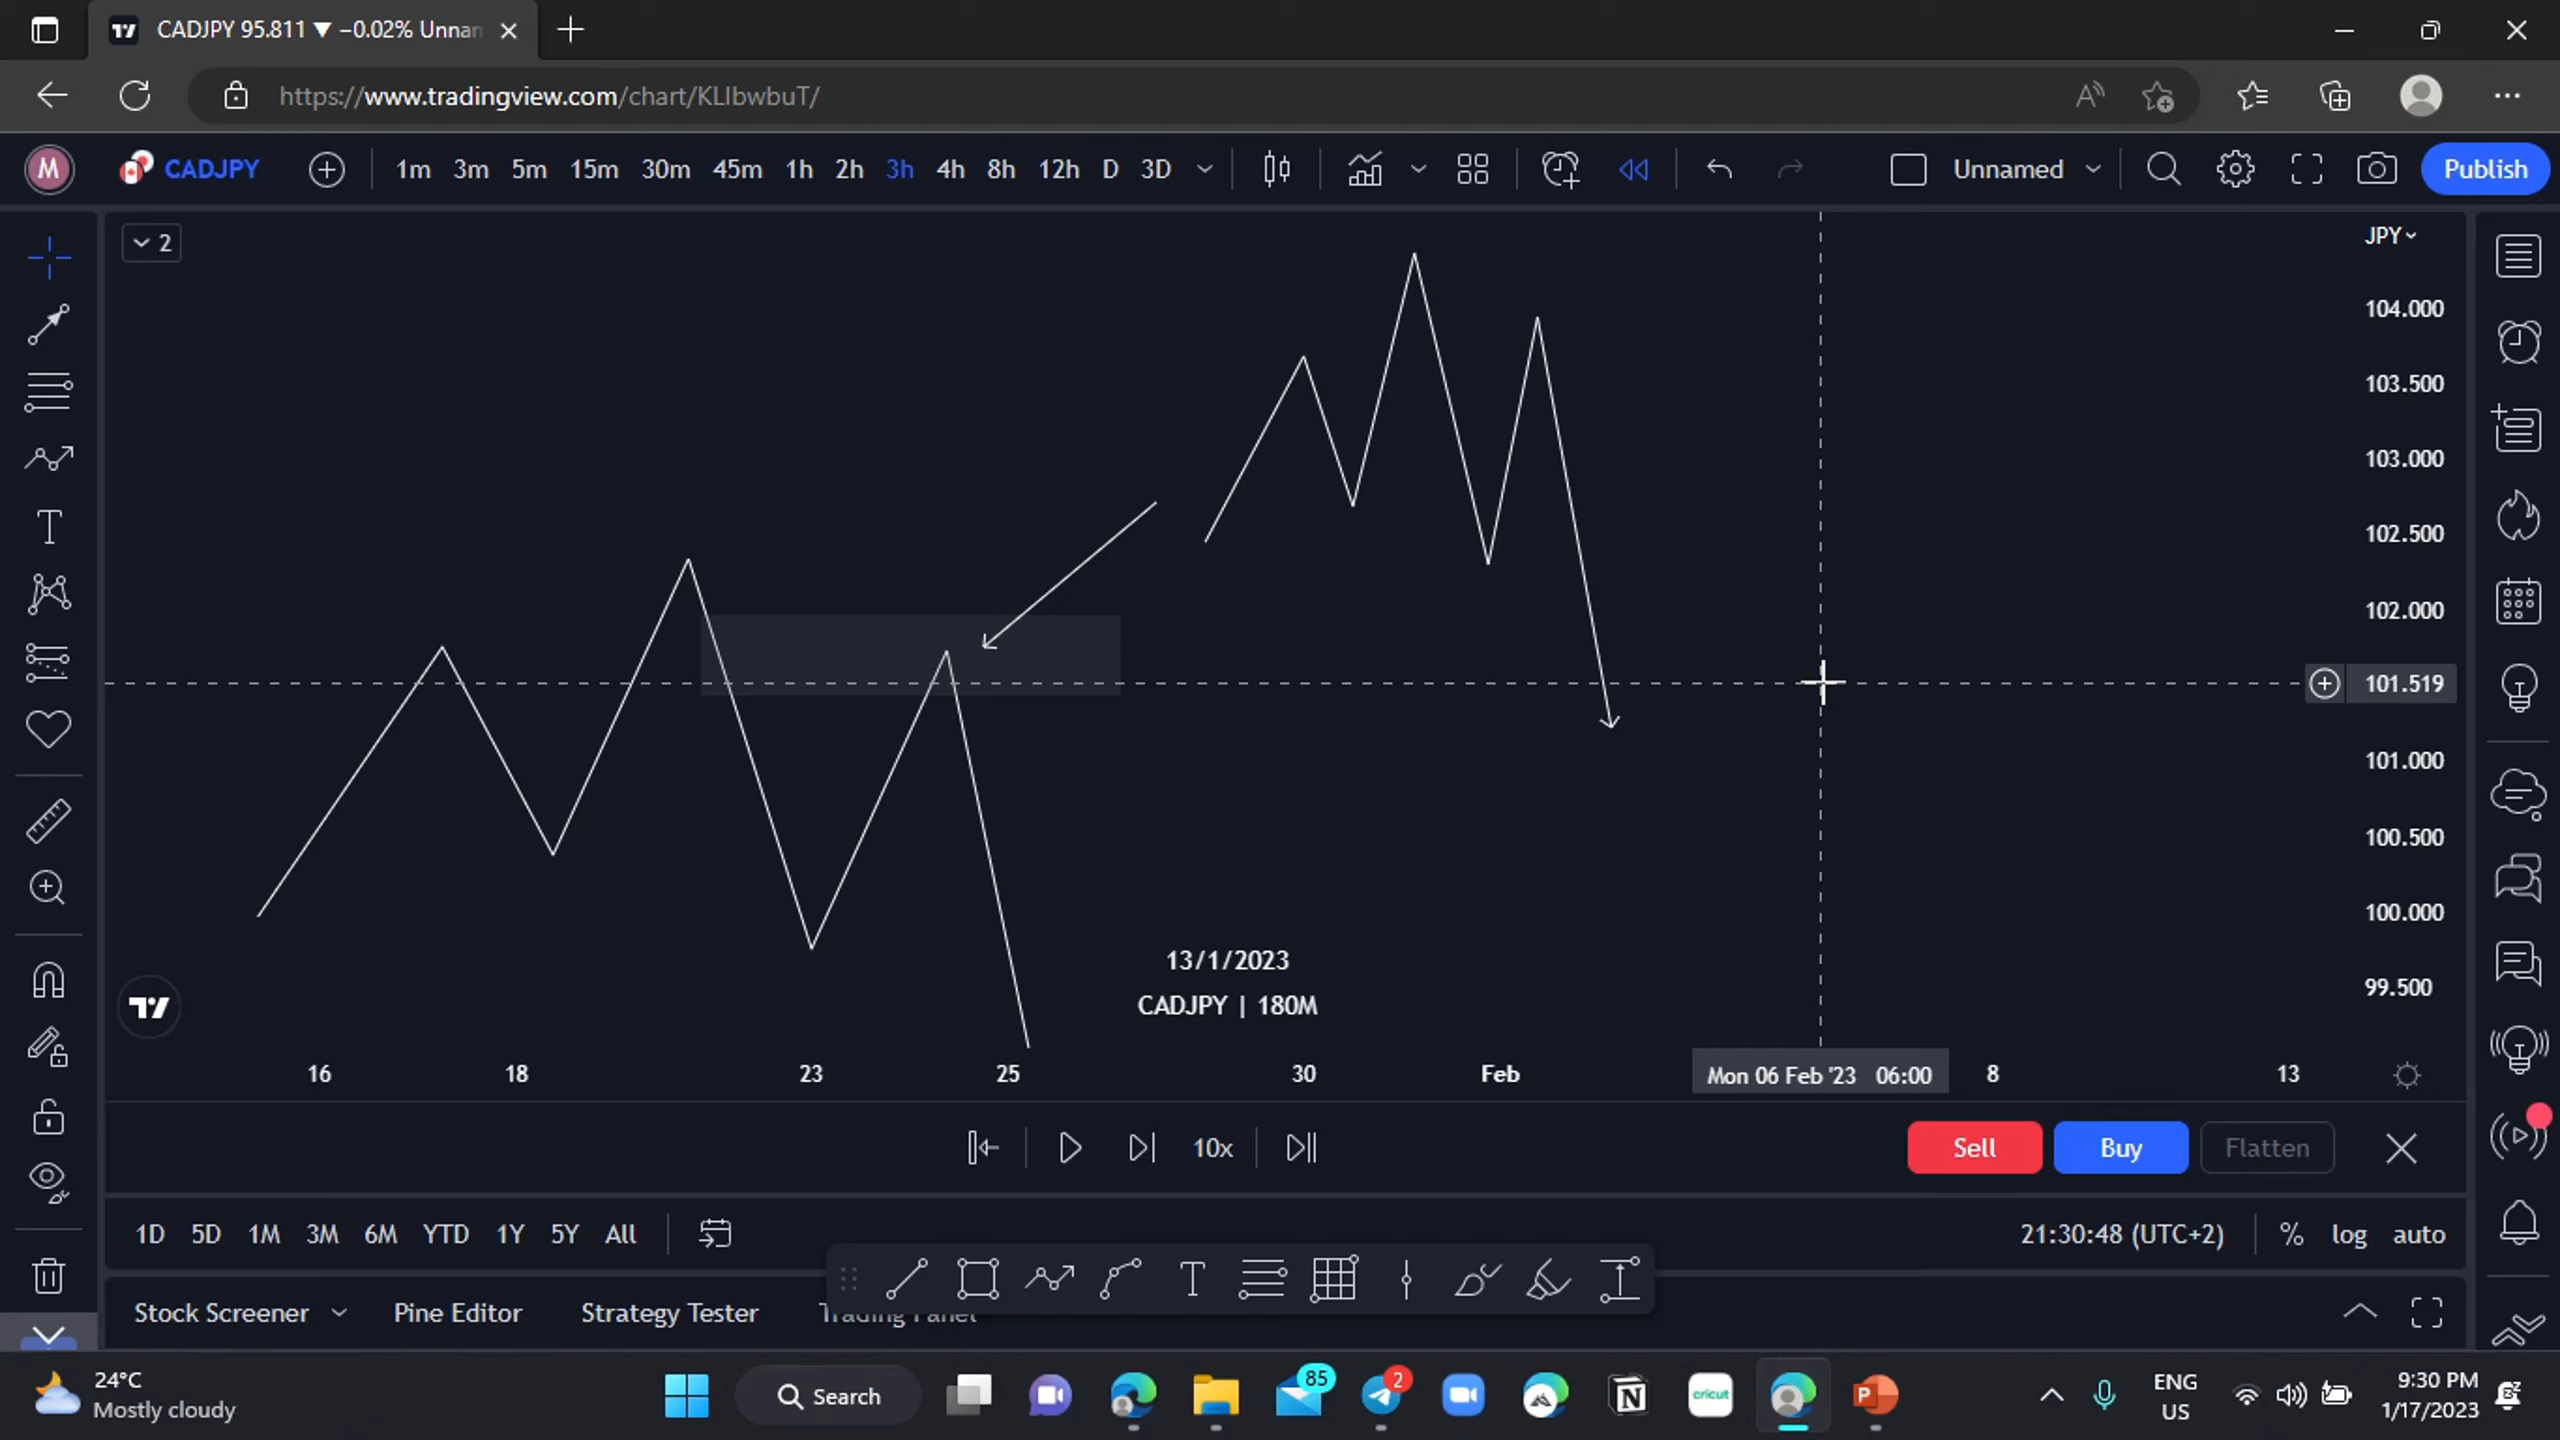 CADJPY 95.811 ▼ −0.02% Unnan
https://www.tradingview.com/chart/KLIbwbuT/
M CADJPY 1m 3m 5m 15m 30m 45m 1h 2h 3h 4h 8h 12h D 3D Unnamed Publish
2
JPY
104.000
103.500
103.000
102.500
102.000
101.519
101.000
100.500
100.000
99.500
13/1/2023
CADJPY | 180M
16 18 23 25 30 Feb Mon 06 Feb '23 06:00 8 13
10x Sell Buy Flatten
1D 5D 1M 3M 6M YTD 1Y 5Y All 21:30:48 (UTC+2) % log auto
Stock Screener Pine Editor Strategy Tester Trading Panel
24°C
Mostly cloudy
Search
85
2
cricut
ENG
US
9:30 PM
1/17/2023